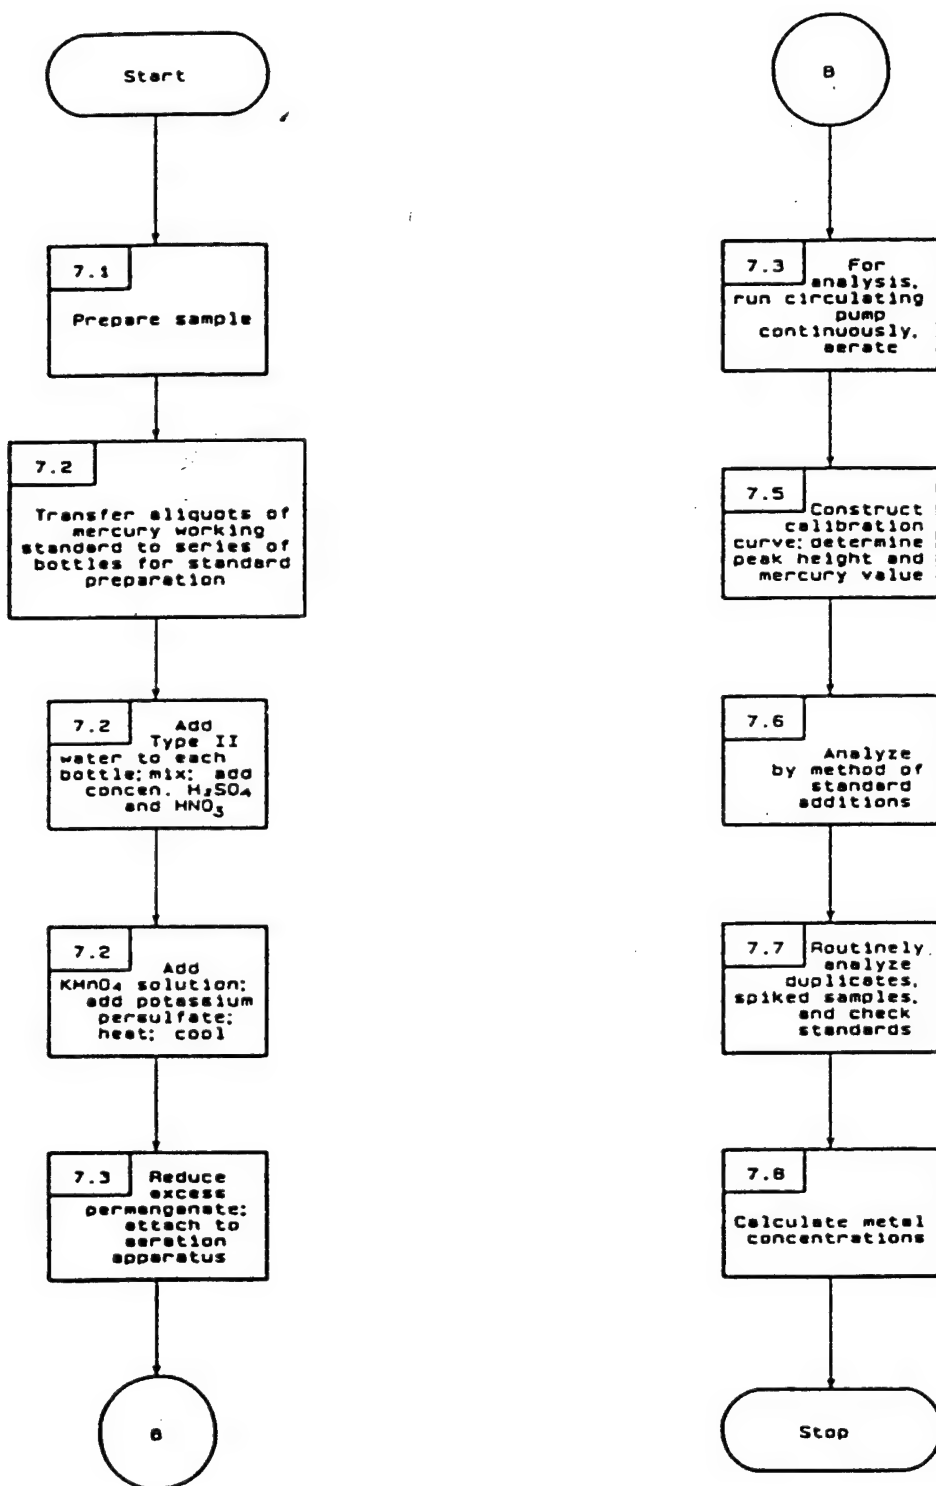 Start
7.1
Prepare sample
7.2
Transfer aliquots of
mercury working
standard to series of
bottles for standard
preparation
7.2 Add
Type II
water to each
bottle; mix; add
concen. H₂SO₄
and HNO₃
7.2
Add
KMnO₄ solution;
add potassium
persulfate;
heat; cool
7.3 Reduce
excess
permanganate;
attach to
aeration
apparatus
B
B
7.3 For
analysis,
run circulating
pump
continuously,
aerate
7.5
Construct
calibration
curve; determine
peak height and
mercury value
7.6
Analyze
by method of
standard
additions
7.7 Routinely
analyze
duplicates,
spiked samples,
and check
standards
7.8
Calculate metal
concentrations
Stop